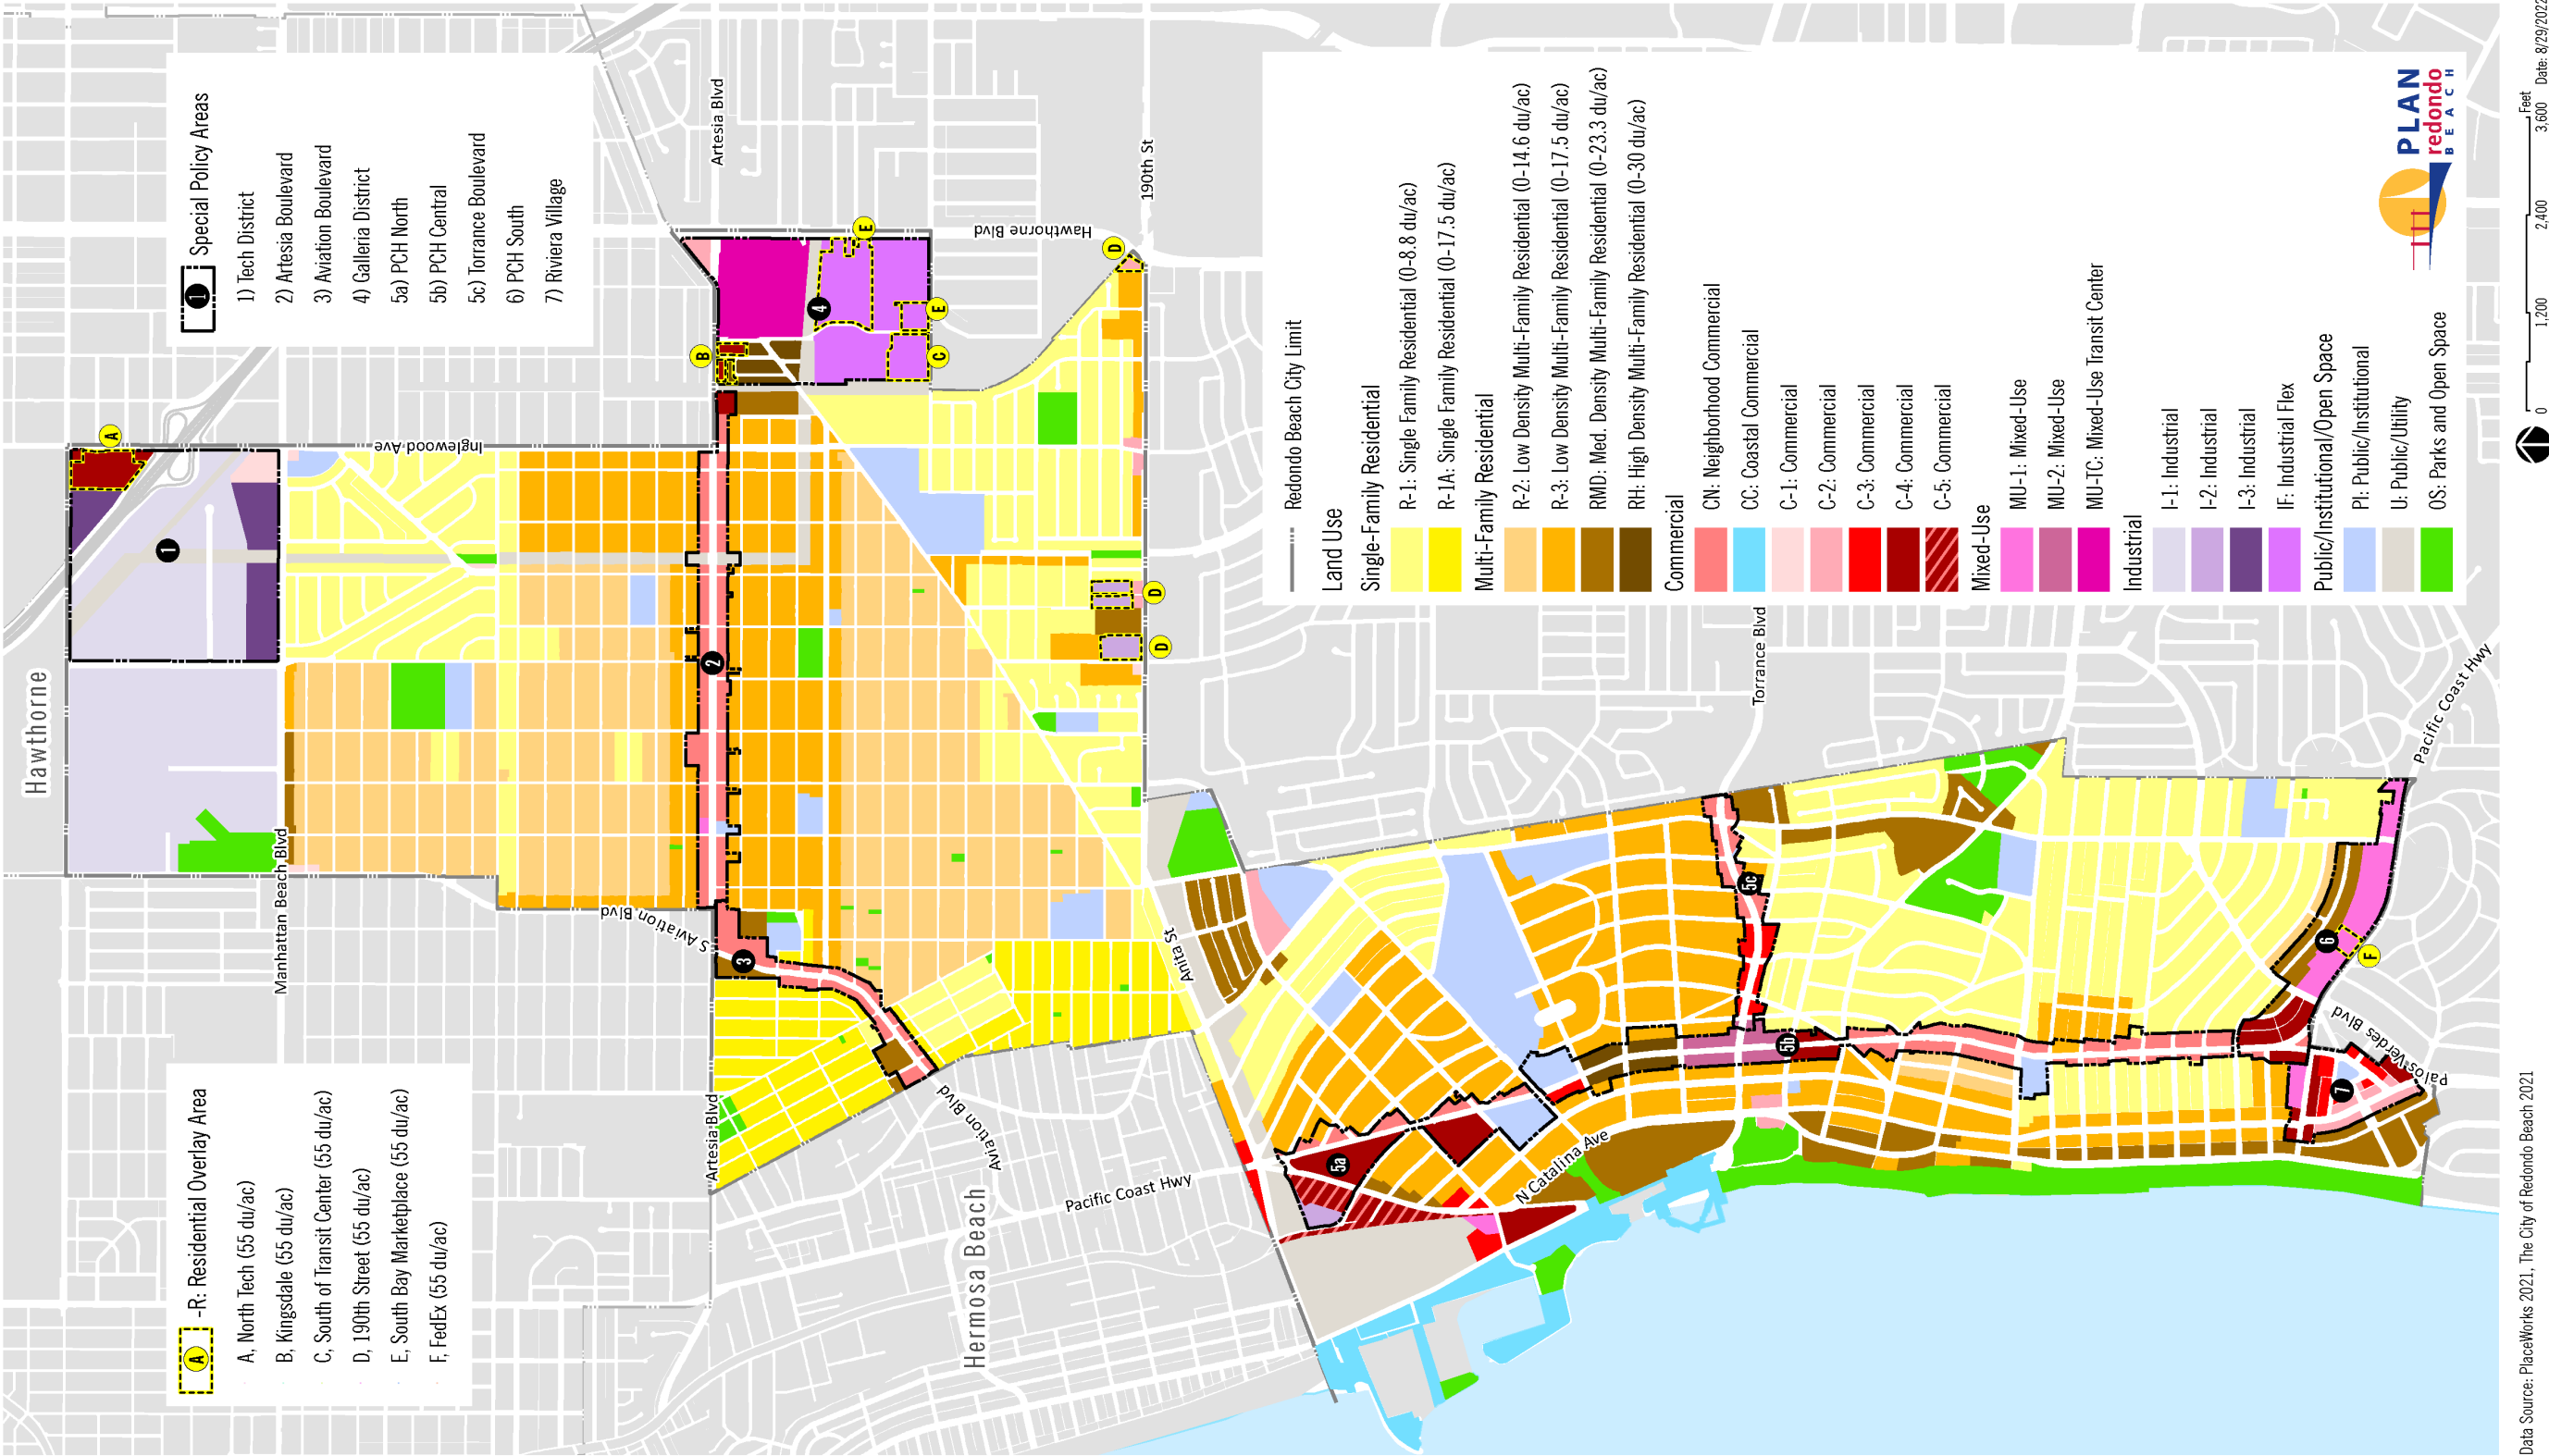 A
-R: Residential Overlay Area
A, North Tech (55 du/ac)
B, Kingsdale (55 du/ac)
C, South of Transit Center (55 du/ac)
D, 190th Street (55 du/ac)
E, South Bay Marketplace (55 du/ac)
F, FedEx (55 du/ac)
1
Special Policy Areas
1) Tech District
2) Artesia Boulevard
3) Aviation Boulevard
4) Galleria District
5a) PCH North
5b) PCH Central
5c) Torrance Boulevard
6) PCH South
7) Riviera Village
Hawthorne
Hermosa Beach
Manhattan Beach Blvd
Inglewood Ave
Artesia Blvd
Artesia Blvd
S Aviation Blvd
Aviation Blvd
Hawthorne Blvd
190th St
Anita St
Pacific Coast Hwy
N Catalina Ave
Torrance Blvd
Pacific Coast Hwy
Palos Verdes Blvd
1
2
3
4
5a
5b
5c
6
7
A
B
C
D
D
D
E
E
F
Redondo Beach City Limit
Land Use
Single-Family Residential
R-1: Single Family Residential (0-8.8 du/ac)
R-1A: Single Family Residential (0-17.5 du/ac)
Multi-Family Residential
R-2: Low Density Multi-Family Residential (0-14.6 du/ac)
R-3: Low Density Multi-Family Residential (0-17.5 du/ac)
RMD: Med. Density Multi-Family Residential (0-23.3 du/ac)
RH: High Density Multi-Family Residential (0-30 du/ac)
Commercial
CN: Neighborhood Commercial
CC: Coastal Commercial
C-1: Commercial
C-2: Commercial
C-3: Commercial
C-4: Commercial
C-5: Commercial
Mixed-Use
MU-1: Mixed-Use
MU-2: Mixed-Use
MU-TC: Mixed-Use Transit Center
Industrial
I-1: Industrial
I-2: Industrial
I-3: Industrial
IF: Industrial Flex
Public/Institutional/Open Space
PI: Public/Institutional
U: Public/Utility
OS: Parks and Open Space
PLAN
redondo
BEACH
0 1,200 2,400 3,600
Feet
Data Source: PlaceWorks 2021, The City of Redondo Beach 2021
Date: 8/29/2022